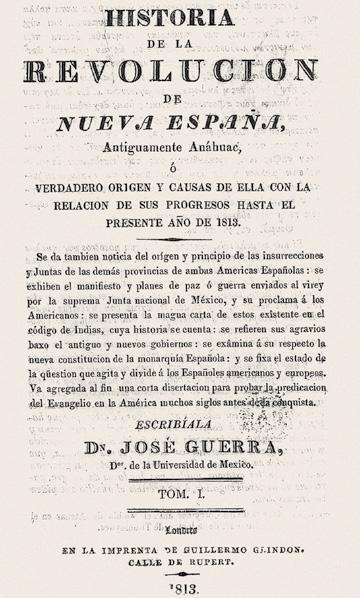 HISTORIA
DE LA
REVOLUCION
DE
NUEVA ESPAÑA,
Antiguamente Anáhuac,
ó
VERDADERO ORIGEN Y CAUSAS DE ELLA CON LA
RELACION DE SUS PROGRESOS HASTA EL
PRESENTE AÑO DE 1813.
Se da tambien noticia del orígen y principio de las insurrecciones
y Juntas de las demás provincias de ambas Americas Españolas: se
exhiben el manifiesto y planes de paz ó guerra enviados al virey
por la suprema Junta nacional de México, y su proclama á los
Americanos: se presenta la magna carta de estos existente en el
código de Indias, cuya historia se cuenta: se refieren sus agravios
baxo el antiguo y nuevos gobiernos: se exâmina á su respecto la
nueva constitucion de la monarquía Española: y se fixa el estado de
la qüestion que agita y divide á los Españoles americanos y europeos.
Va agregada al fin una corta disertacion para probar la predicacion
del Evangelio en la América muchos siglos antes de la conquista.
ESCRIBÍALA
DN. JOSÉ GUERRA,
Dor. de la Universidad de Mexico.
TOM. I.
Londres
EN LA IMPRENTA DE GUILLERMO GLINDON.
CALLE DE RUPERT.
1813.